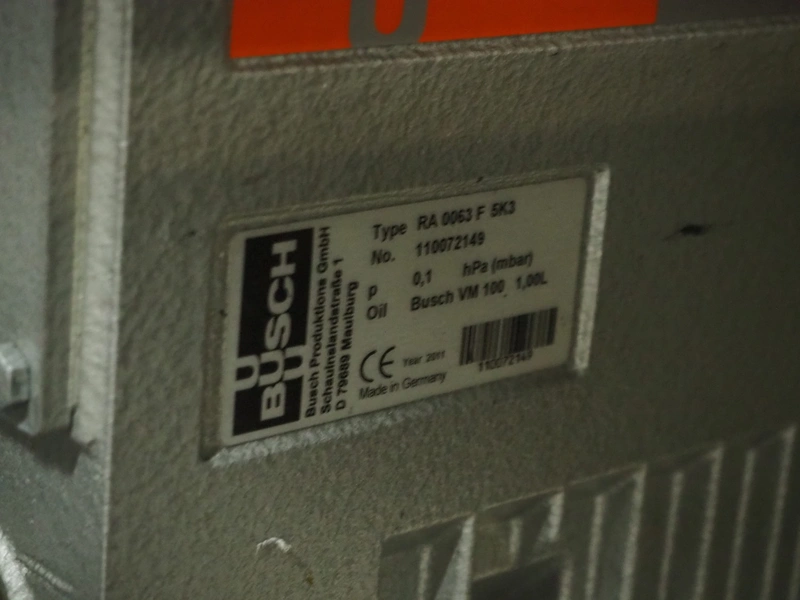 BUSCH
Busch Produktions GmbH
Schauinslandstraße 1
D 79689 Maulburg
Type RA 0063 F 5K3
No. 110072149
p 0,1 hPa (mbar)
Oil Busch VM 100 1,00L
CE Year 2011
Made in Germany
110072149